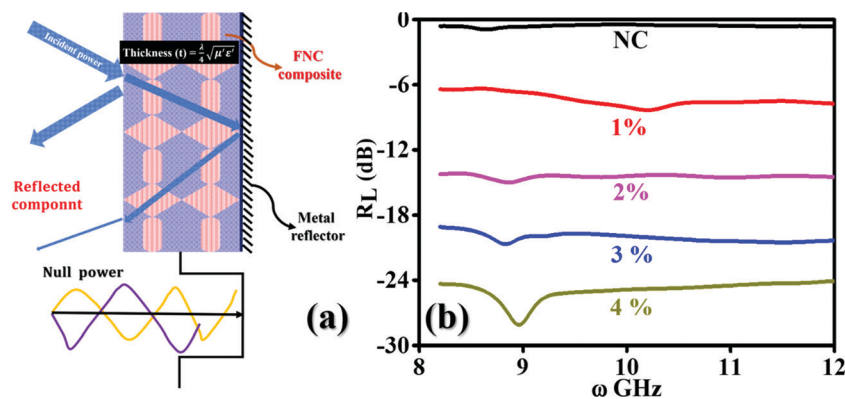 Incident power
Thickness (t) = λ/4 √μ'ε'
FNC
composite
Reflected componnt
Metal
reflector
Null power
(a)
0
-6
-12
-18
-24
-30
R_L (dB)
NC
1%
2%
3 %
4 %
(b)
8
9
10
11
12
ω GHz